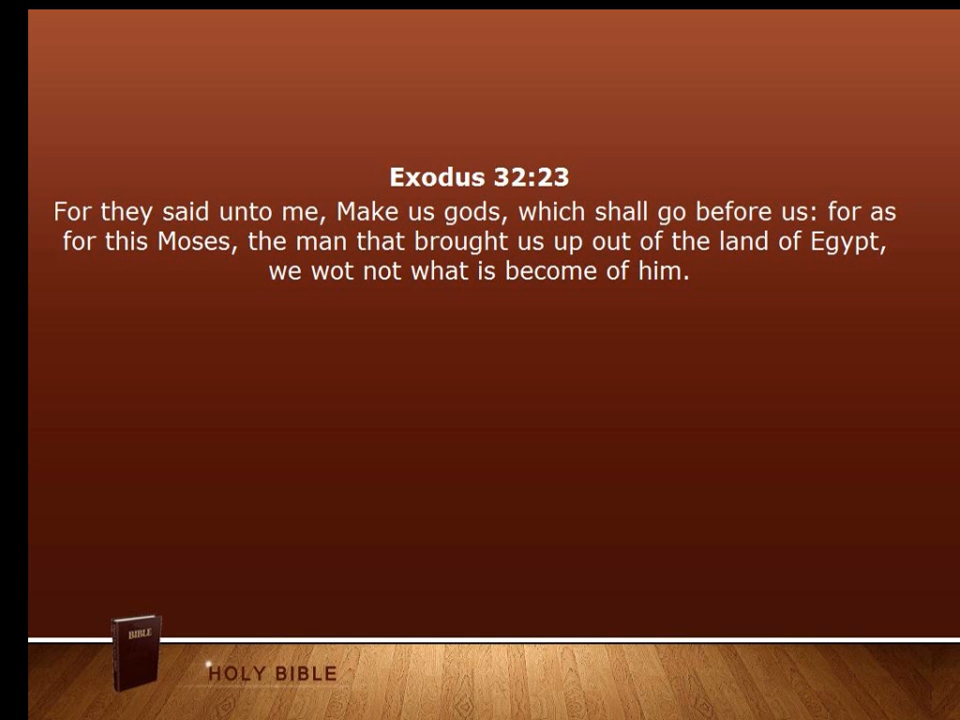 Exodus 32:23
For they said unto me, Make us gods, which shall go before us: for as
for this Moses, the man that brought us up out of the land of Egypt,
we wot not what is become of him.
BIBLE
HOLY BIBLE